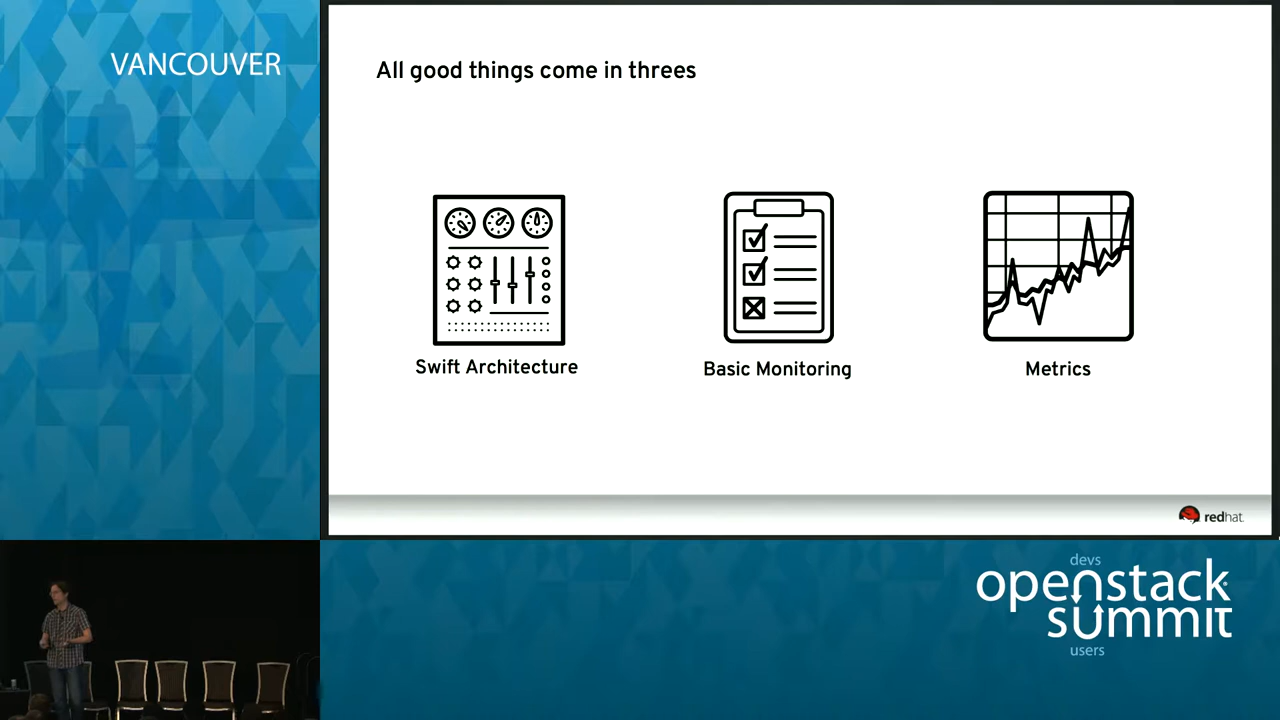 VANCOUVER
All good things come in threes
Swift Architecture
Basic Monitoring
Metrics
redhat.
devs
openstack
summit
users